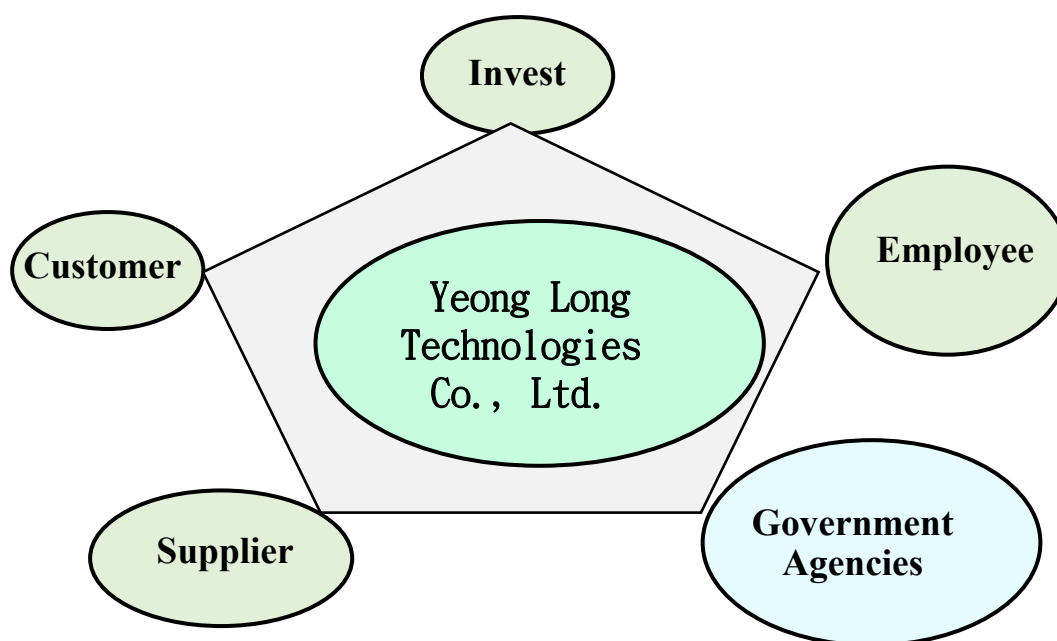 Invest
Customer
Employee
Yeong Long
Technologies
Co., Ltd.
Supplier
Government
Agencies